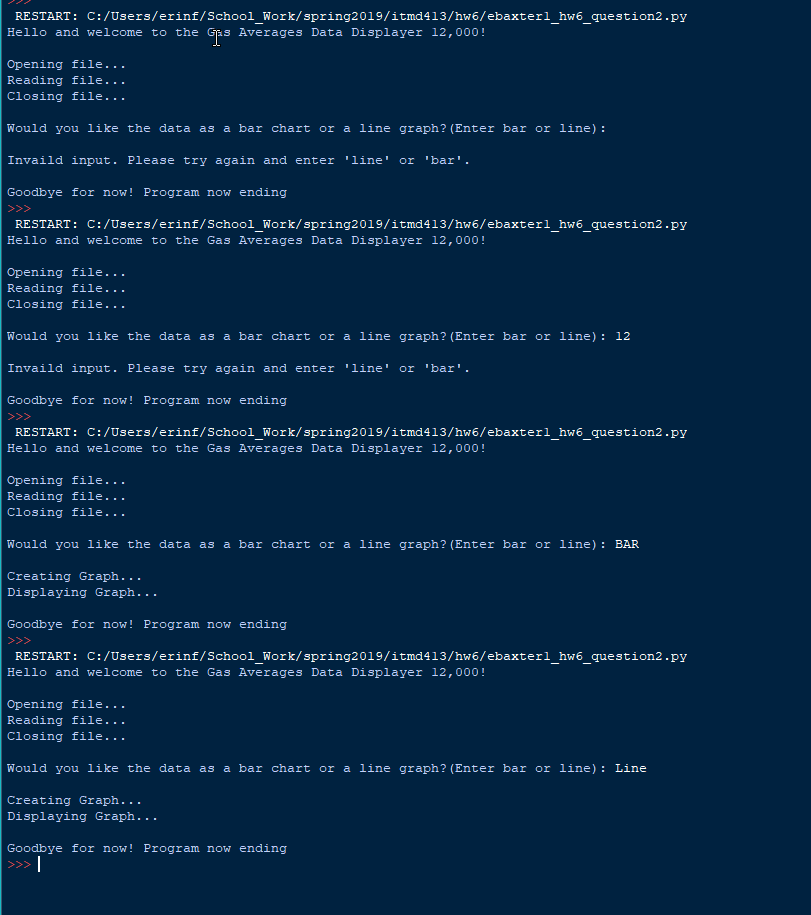 >>>
RESTART: C:/Users/erinf/School_Work/spring2019/itmd413/hw6/ebaxter1_hw6_question2.py
Hello and welcome to the Gas Averages Data Displayer 12,000!
Opening file...
Reading file...
Closing file...
Would you like the data as a bar chart or a line graph?(Enter bar or line):
Invaild input. Please try again and enter 'line' or 'bar'.
Goodbye for now! Program now ending
>>>
RESTART: C:/Users/erinf/School_Work/spring2019/itmd413/hw6/ebaxter1_hw6_question2.py
Hello and welcome to the Gas Averages Data Displayer 12,000!
Opening file...
Reading file...
Closing file...
Would you like the data as a bar chart or a line graph?(Enter bar or line): 12
Invaild input. Please try again and enter 'line' or 'bar'.
Goodbye for now! Program now ending
>>>
RESTART: C:/Users/erinf/School_Work/spring2019/itmd413/hw6/ebaxter1_hw6_question2.py
Hello and welcome to the Gas Averages Data Displayer 12,000!
Opening file...
Reading file...
Closing file...
Would you like the data as a bar chart or a line graph?(Enter bar or line): BAR
Creating Graph...
Displaying Graph...
Goodbye for now! Program now ending
>>>
RESTART: C:/Users/erinf/School_Work/spring2019/itmd413/hw6/ebaxter1_hw6_question2.py
Hello and welcome to the Gas Averages Data Displayer 12,000!
Opening file...
Reading file...
Closing file...
Would you like the data as a bar chart or a line graph?(Enter bar or line): Line
Creating Graph...
Displaying Graph...
Goodbye for now! Program now ending
>>>